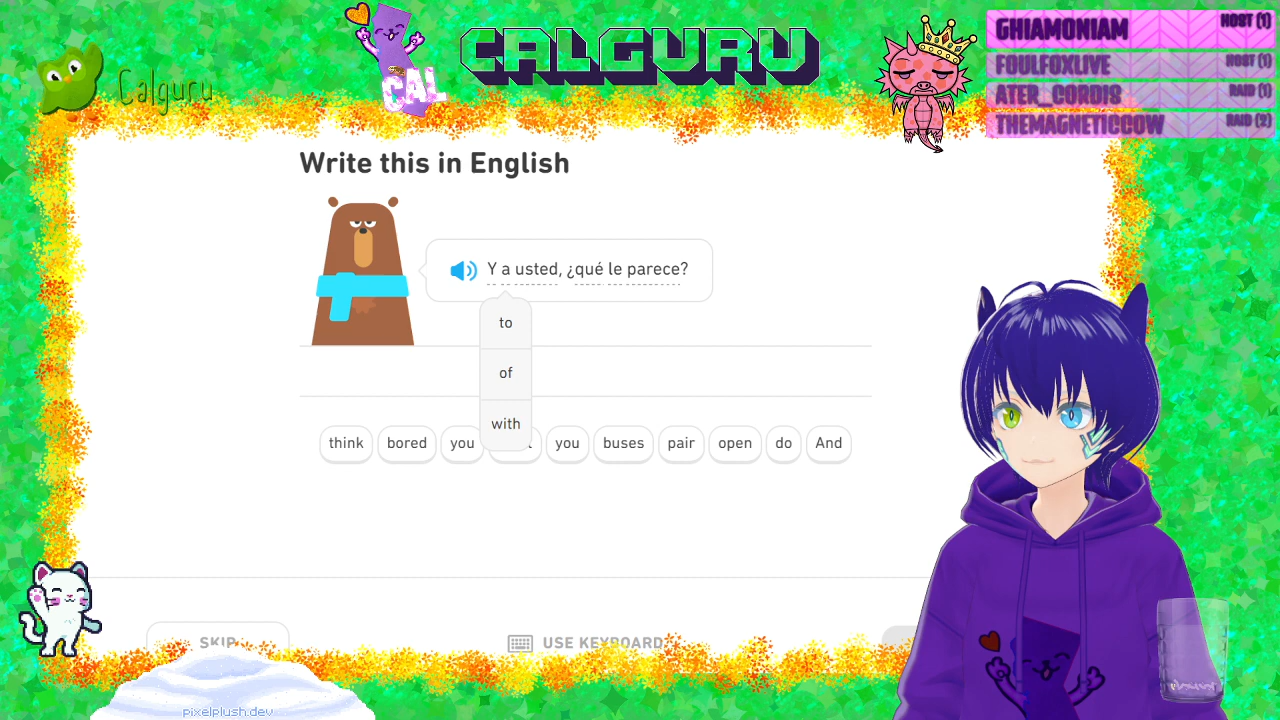 Calguru
CAL
CALGURU
GHIAMONIAM HOST (1)
FOULFOXLIVE HOST (1)
ATER_CORDIS RAID (1)
THEMAGNETICCOW RAID (2)
Write this in English
Y a usted, ¿qué le parece?
to
of
with
think bored you you buses pair open do And
SKIP
USE KEYBOARD
pixelplush.dev